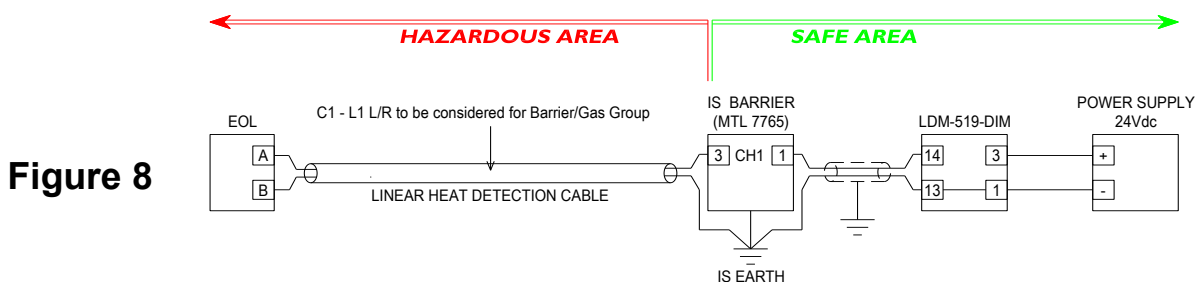 HAZARDOUS AREA
SAFE AREA
Figure 8
EOL
A
B
C1 - L1 L/R to be considered for Barrier/Gas Group
LINEAR HEAT DETECTION CABLE
IS BARRIER
(MTL 7765)
3 CH1 1
IS EARTH
LDM-519-DIM
14 3
13 1
POWER SUPPLY
24Vdc
+
-